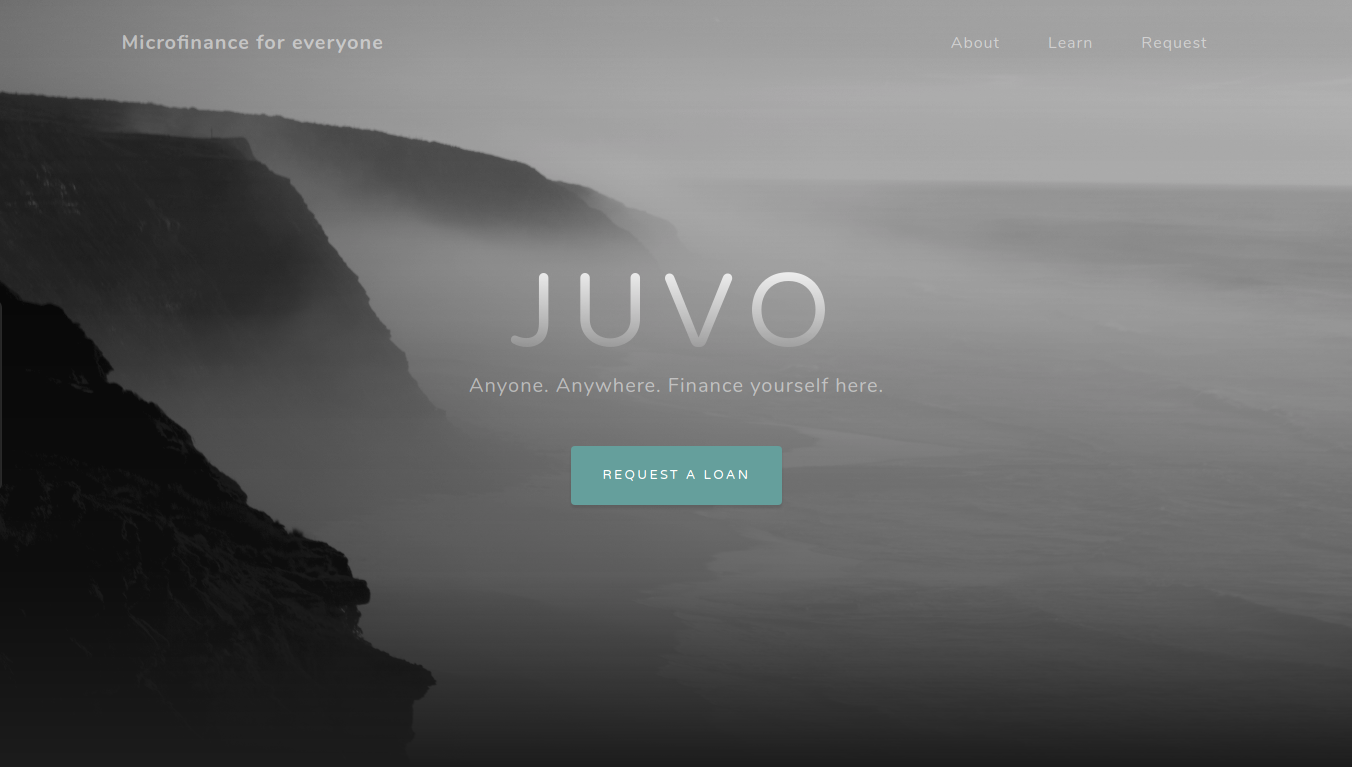 Microfinance for everyone
About Learn Request
JUVO
Anyone. Anywhere. Finance yourself here.
REQUEST A LOAN